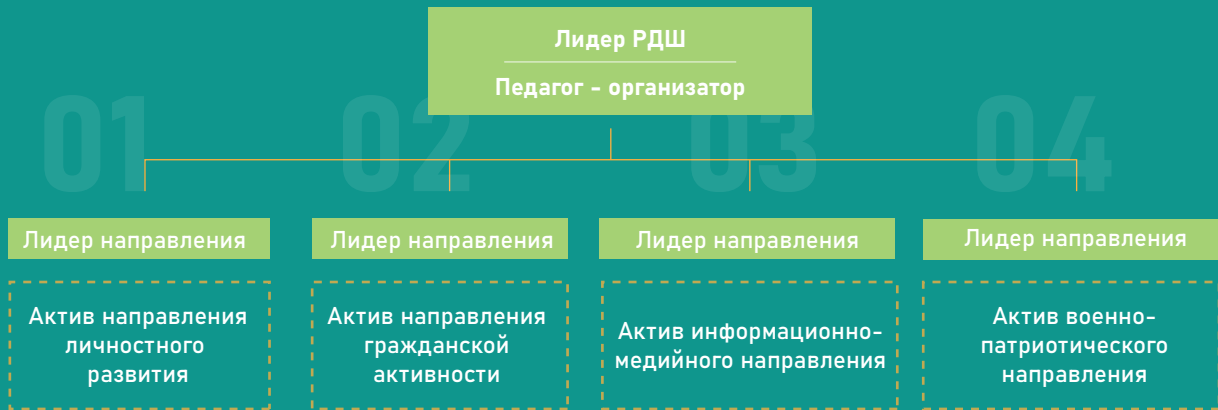 Лидер РДШ
Педагог - организатор
01
02
03
04
Лидер направления
Лидер направления
Лидер направления
Лидер направления
Актив направления
личностного
развития
Актив направления
гражданской
активности
Актив информационно-
медийного направления
Актив военно-
патриотического
направления